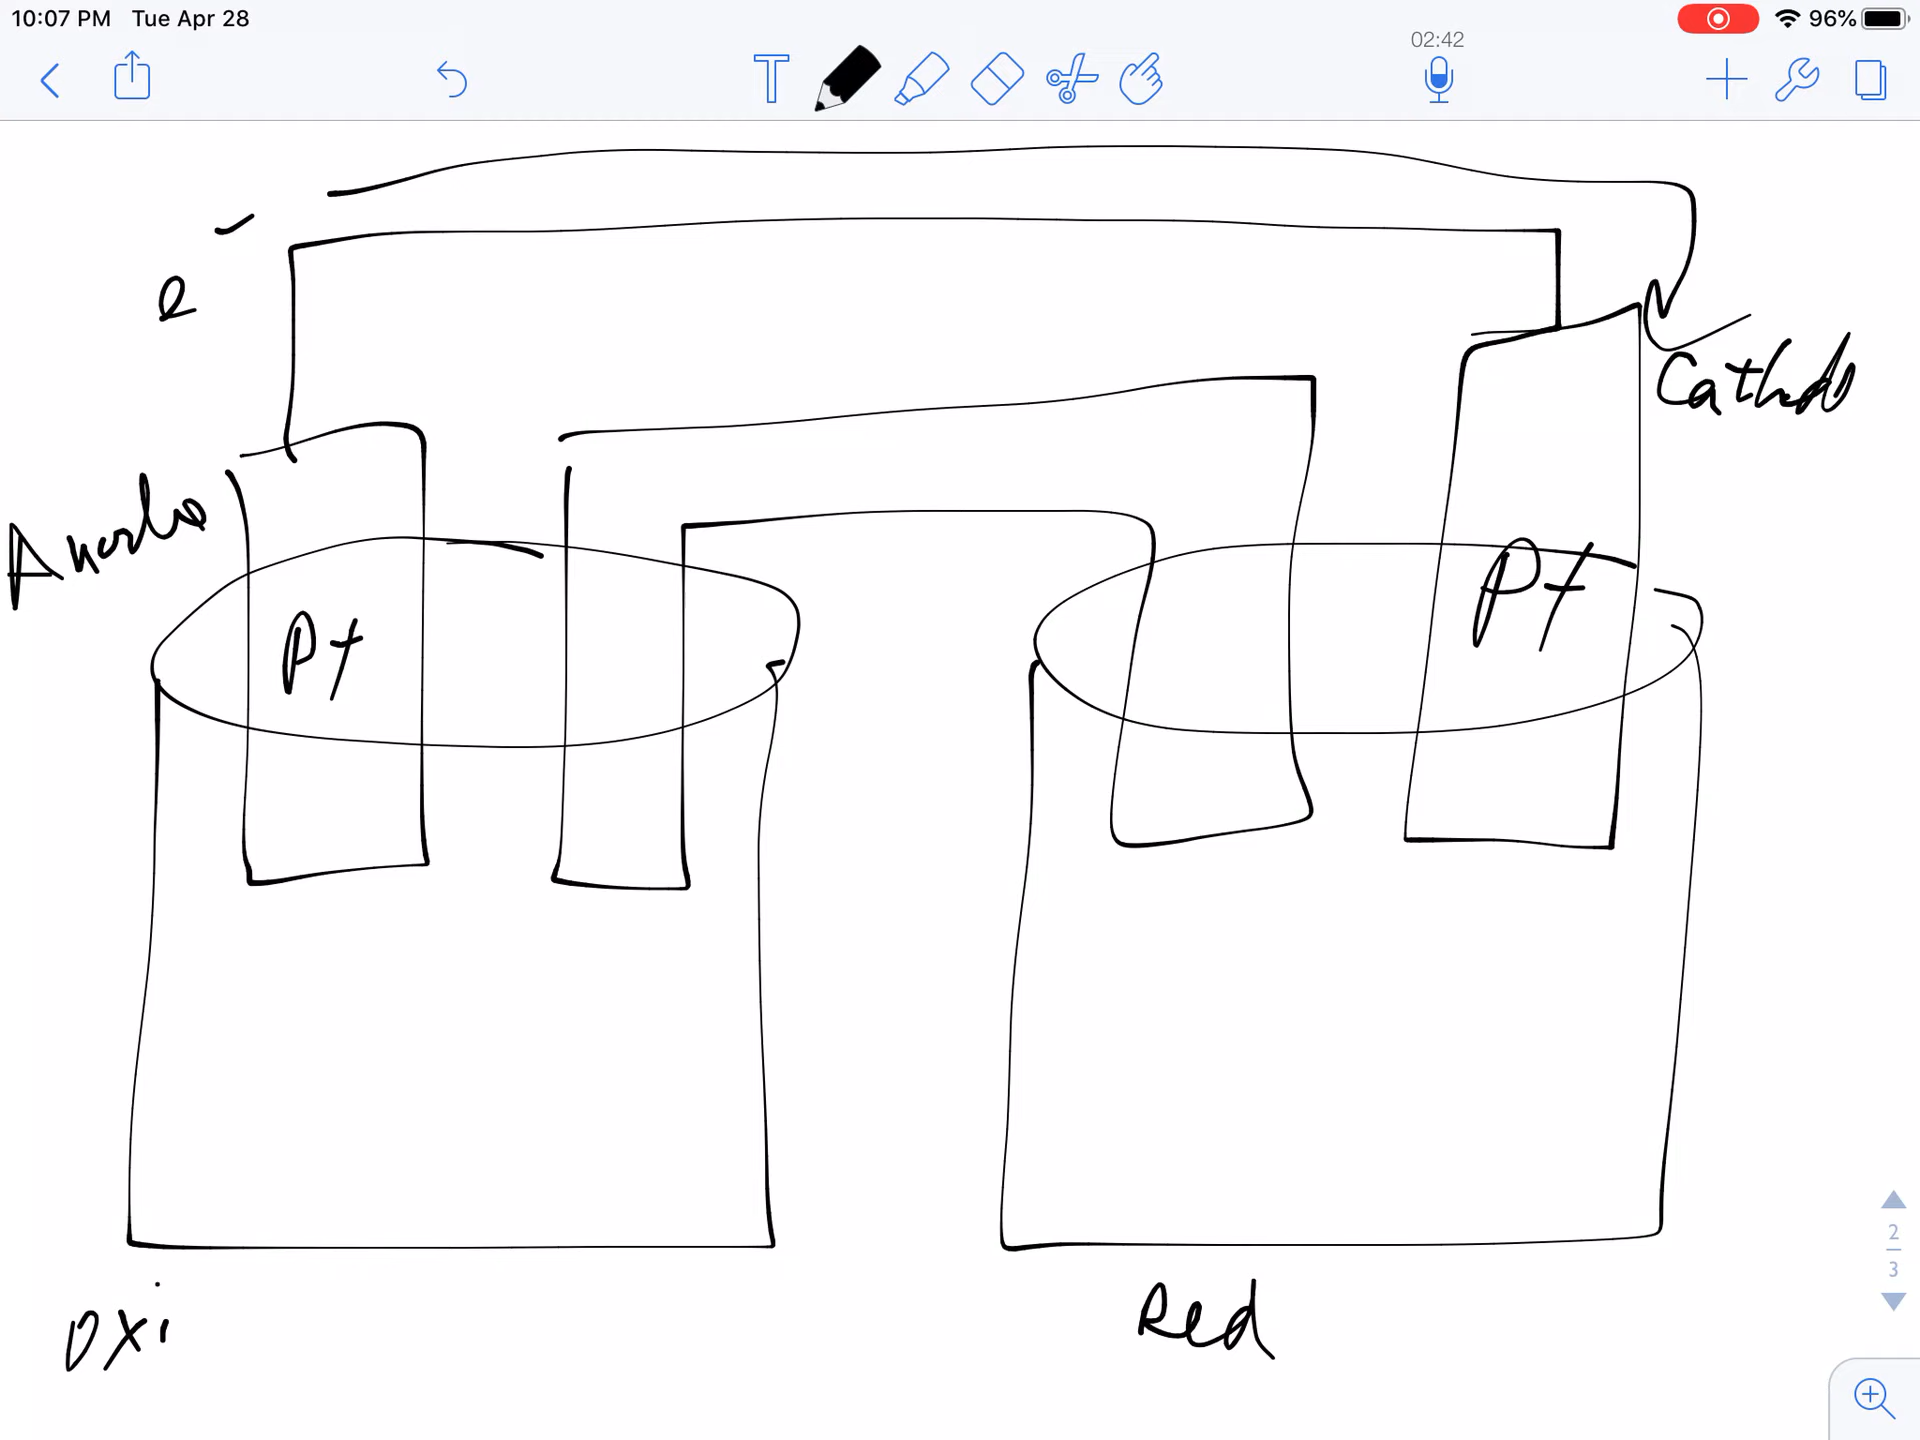 10:07 PM Tue Apr 28
96%
02:42
T
e -
Cathode
Anode
Pt
Pt
2
3
Oxi
Red